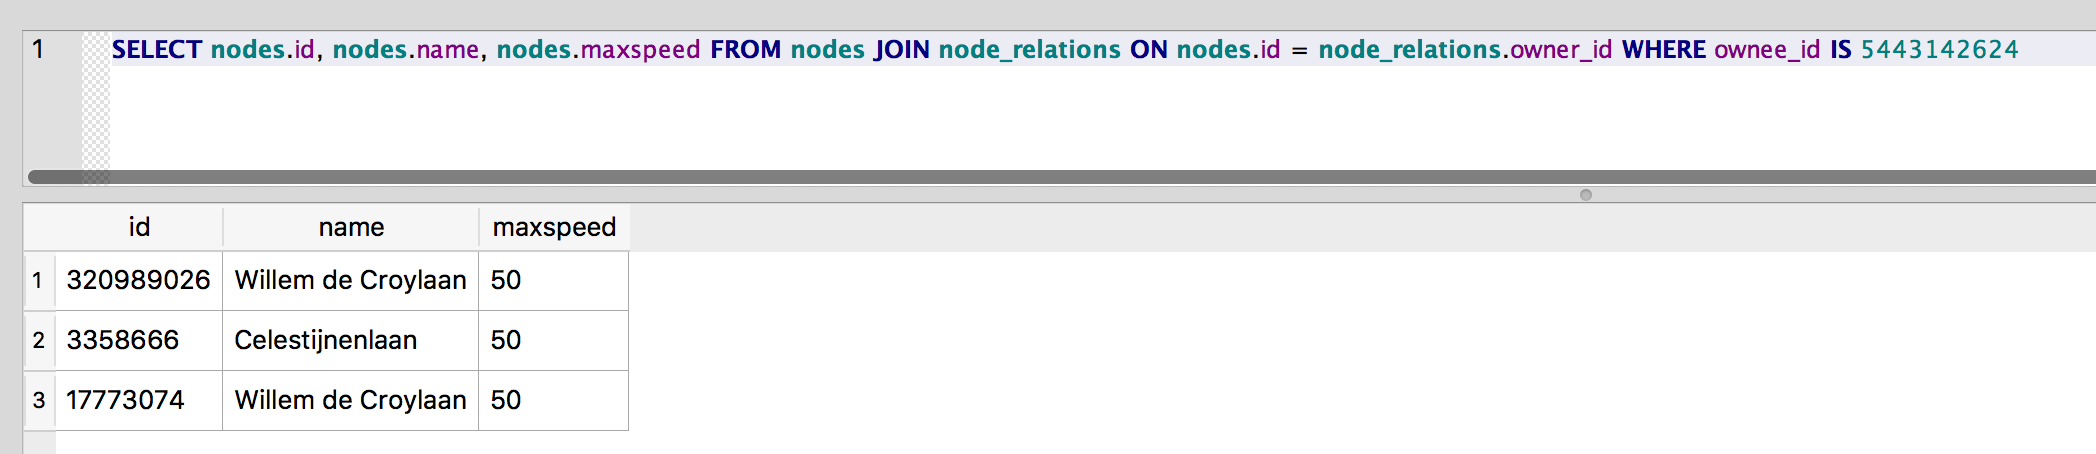 1 SELECT nodes.id, nodes.name, nodes.maxspeed FROM nodes JOIN node_relations ON nodes.id = node_relations.owner_id WHERE ownee_id IS 5443142624
id name maxspeed
1 320989026 Willem de Croylaan 50
2 3358666 Celestijnenlaan 50
3 17773074 Willem de Croylaan 50